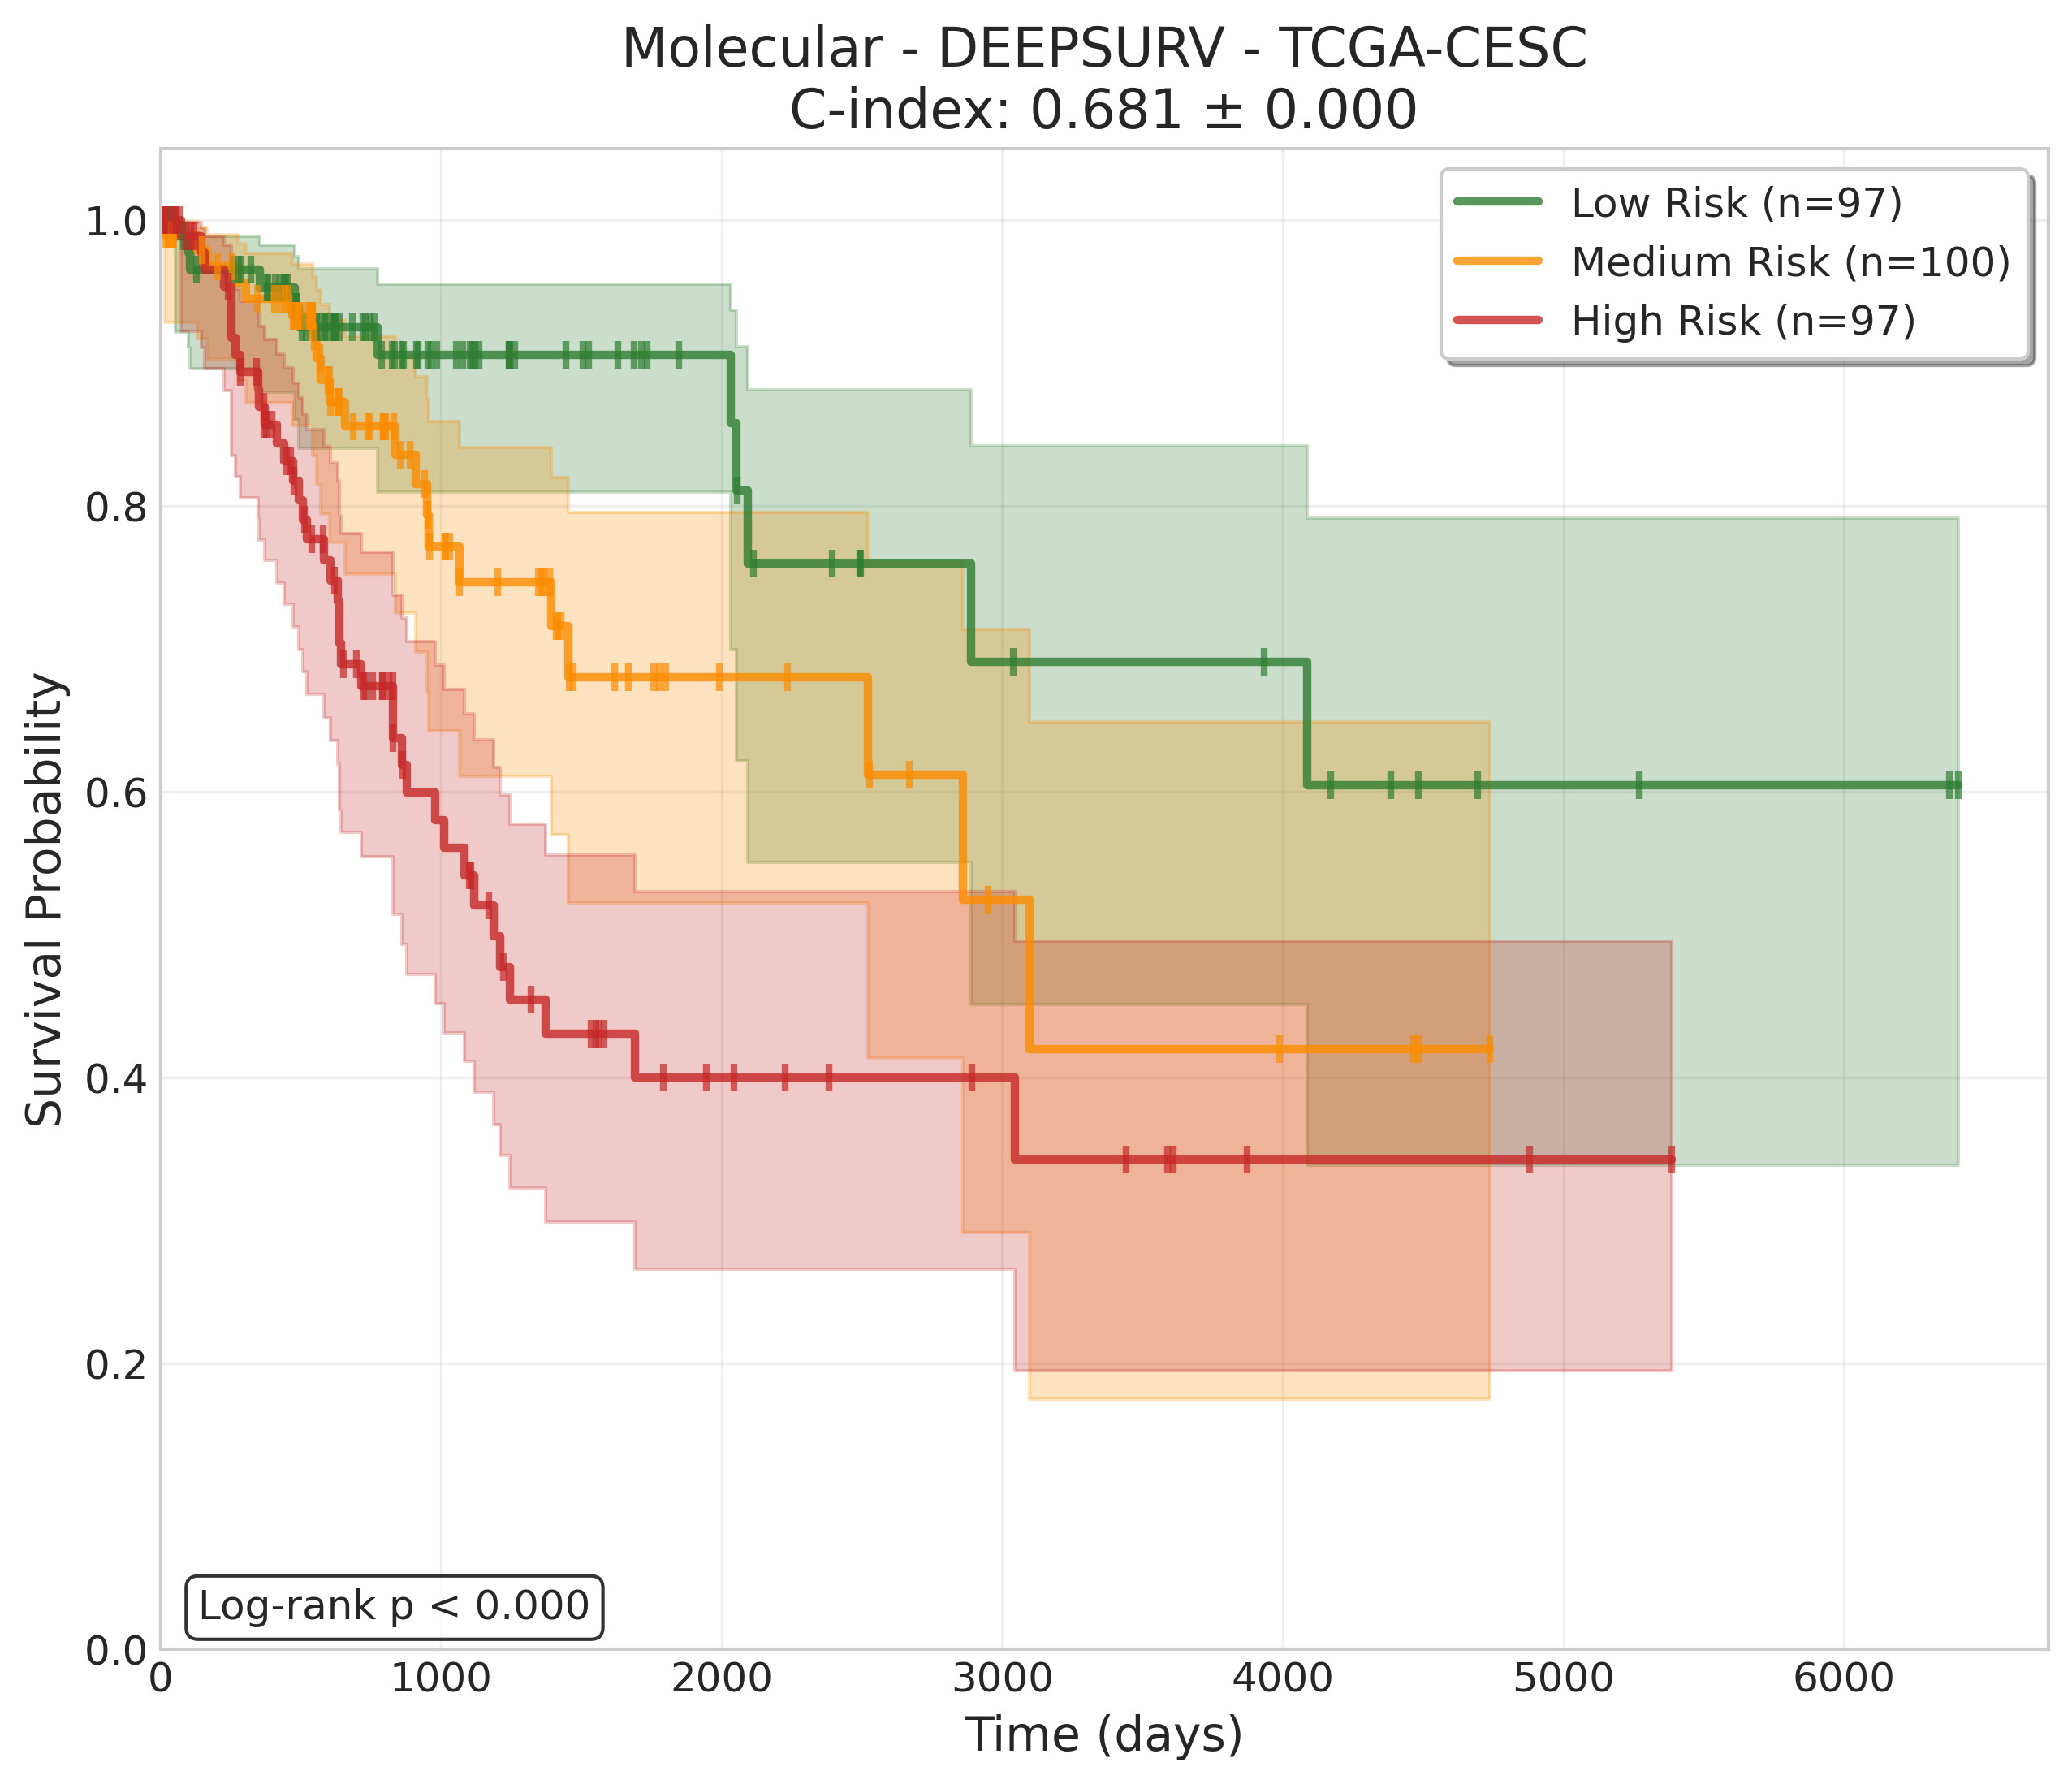 Molecular - DEEPSURV - TCGA-CESC
C-index: 0.681 ± 0.000
Low Risk (n=97)
Medium Risk (n=100)
High Risk (n=97)
Survival Probability
1.0
0.8
0.6
0.4
0.2
0.0
Log-rank p < 0.000
0 1000 2000 3000 4000 5000 6000
Time (days)